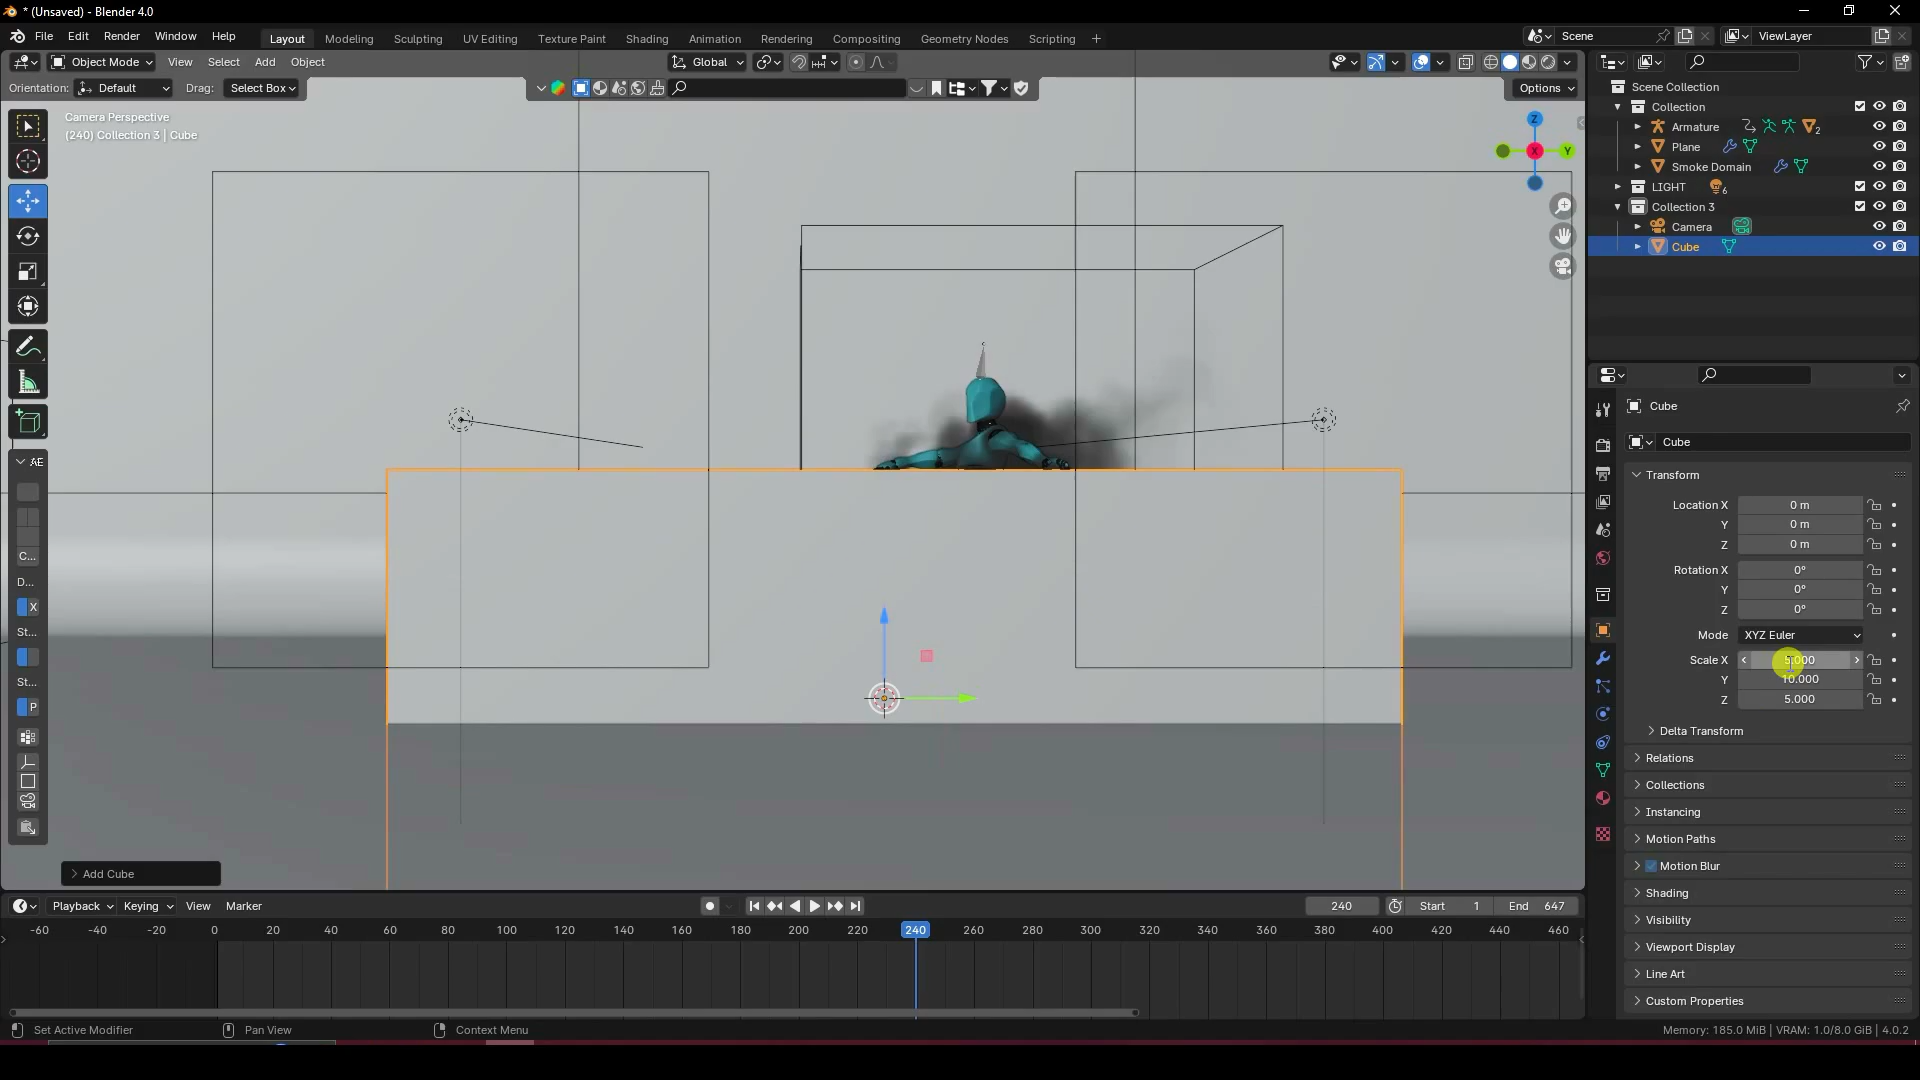 * (Unsaved) - Blender 4.0
File Edit Render Window Help
Layout Modeling Sculpting UV Editing Texture Paint Shading Animation Rendering Compositing Geometry Nodes Scripting +
Scene
ViewLayer
Object Mode View Select Add Object
Global
Orientation: Default Drag: Select Box
Options
Camera Perspective
(240) Collection 3 | Cube
Z
X
Y
AE
C...
D...
X
St...
St...
P
Add Cube
Scene Collection
Collection
Armature
2
Plane
Smoke Domain
LIGHT
6
Collection 3
Camera
Cube
Cube
Cube
Transform
Location X 0 m
Y 0 m
Z 0 m
Rotation X 0°
Y 0°
Z 0°
Mode XYZ Euler
Scale X 5.000
Y 10.000
Z 5.000
Delta Transform
Relations
Collections
Instancing
Motion Paths
Motion Blur
Shading
Visibility
Viewport Display
Line Art
Custom Properties
Playback Keying View Marker
240 Start 1 End 647
-60 -40 -20 0 20 40 60 80 100 120 140 160 180 200 220 240 260 280 300 320 340 360 380 400 420 440 460
Set Active Modifier Pan View Context Menu
Memory: 185.0 MiB | VRAM: 1.0/8.0 GiB | 4.0.2